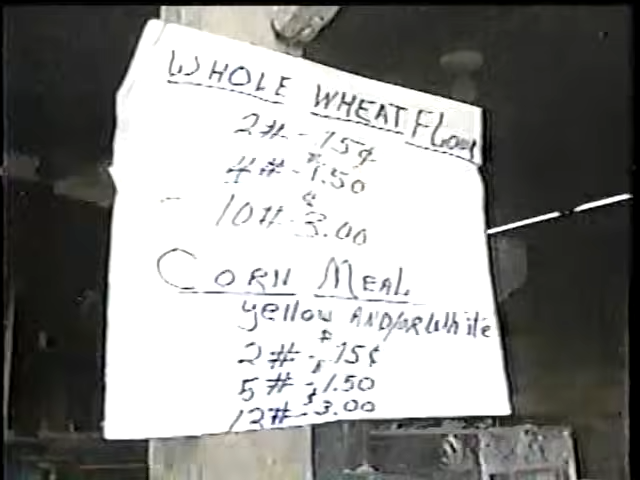 WHOLE WHEAT Flour
2# - .75¢
4# - $1.50
10# - $3.00
CORN MEAL
yellow AND/OR White
2# - .75¢
5# - $1.50
12# - $3.00